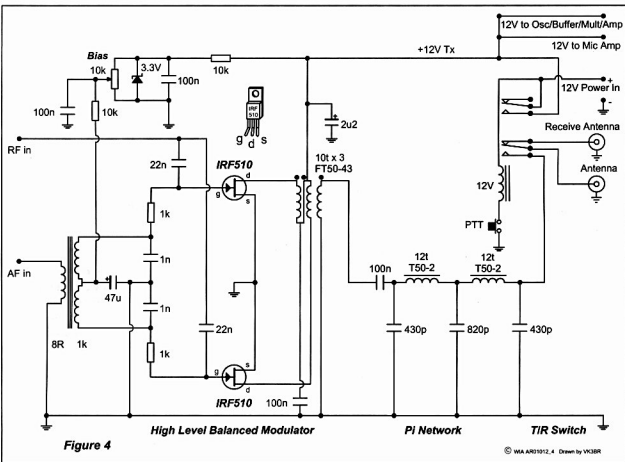 12V to Osc/Buffer/Mult/Amp
+12V Tx
12V to Mic Amp
Bias
10k
3.3V
100n
10k
+
12V Power In
-
100n
10k
IRF
510
g d s
+
2u2
Receive Antenna
RF in
22n
IRF510
10t x 3
FT50-43
Antenna
d
g
s
12V
1k
PTT
1n
12t
T50-2
12t
T50-2
AF in
+
47u
100n
1n
22n
430p
820p
430p
8R
1k
1k
s
g
d
IRF510
100n
High Level Balanced Modulator
Pi Network
T/R Switch
Figure 4
© WIA AR01012_4 Drawn by VK3BR